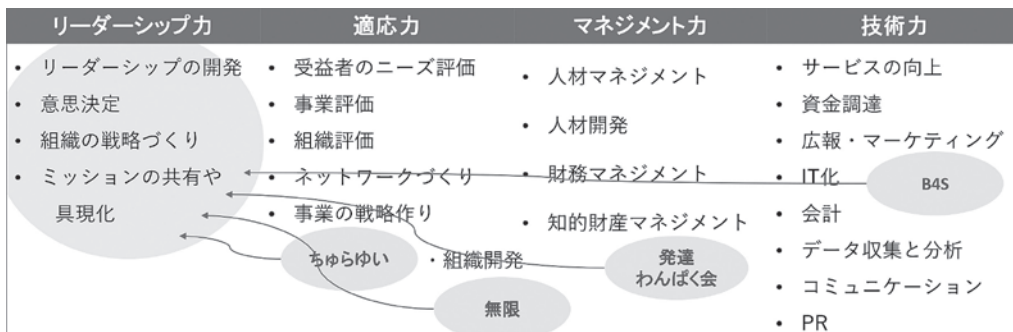 リーダーシップ力
適応力
マネジメント力
技術力
• リーダーシップの開発
• 意思決定
• 組織の戦略づくり
• ミッションの共有や
具現化
• 受益者のニーズ評価
• 事業評価
• 組織評価
• ネットワークづくり
• 事業の戦略作り
・組織開発
• 人材マネジメント
• 人材開発
• 財務マネジメント
• 知的財産マネジメント
• サービスの向上
• 資金調達
• 広報・マーケティング
• IT化
• 会計
• データ収集と分析
• コミュニケーション
• PR
B4S
ちゅらゆい
発達
わんぱく会
無限